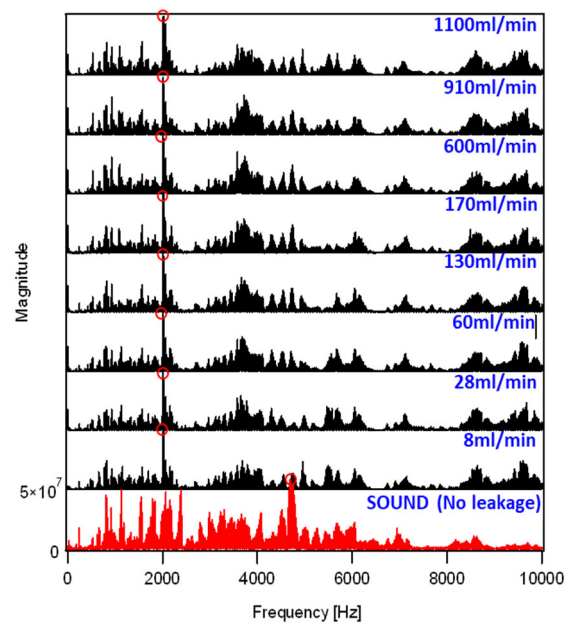 1100ml/min
910ml/min
600ml/min
170ml/min
130ml/min
60ml/min
28ml/min
8ml/min
SOUND (No leakage)
5×10⁷
0
Magnitude
0 2000 4000 6000 8000 10000
Frequency [Hz]